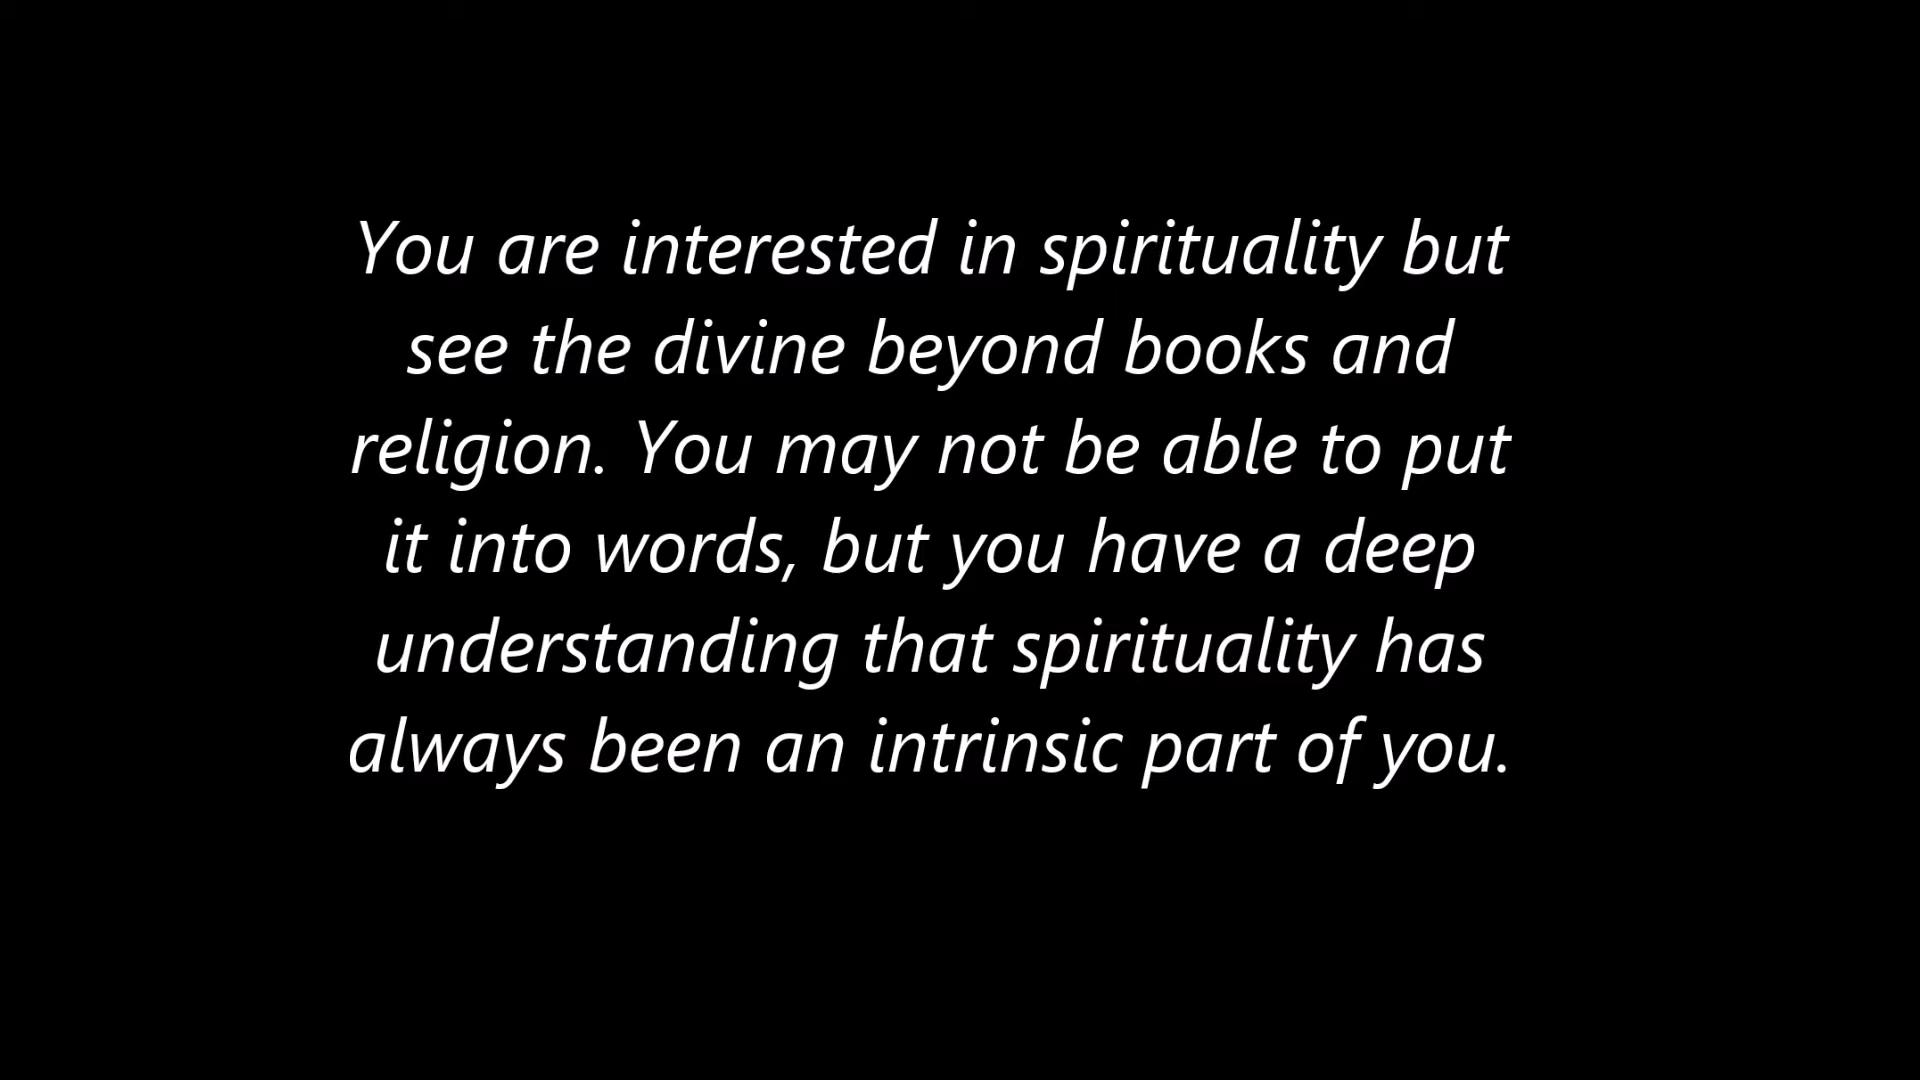 You are interested in spirituality but
see the divine beyond books and
religion. You may not be able to put
it into words, but you have a deep
understanding that spirituality has
always been an intrinsic part of you.